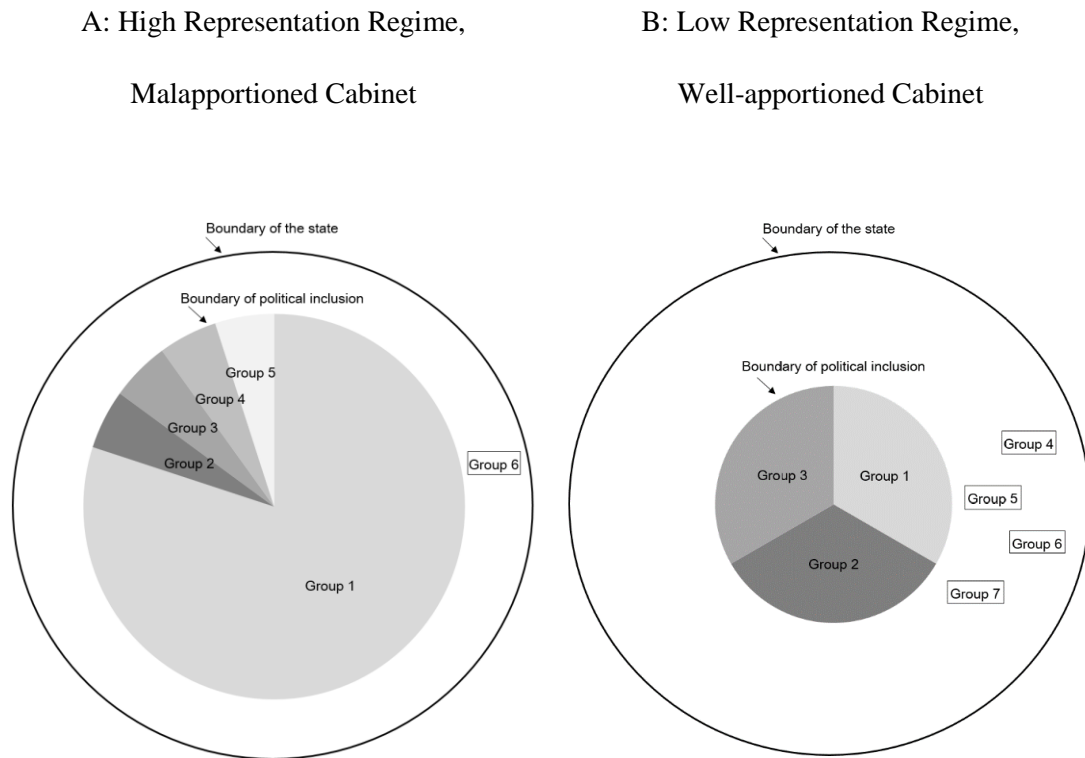 A: High Representation Regime,
Malapportioned Cabinet
Boundary of the state
Boundary of political inclusion
Group 5
Group 4
Group 3
Group 2
Group 6
Group 1
B: Low Representation Regime,
Well-apportioned Cabinet
Boundary of the state
Boundary of political inclusion
Group 4
Group 3
Group 1
Group 5
Group 6
Group 2
Group 7